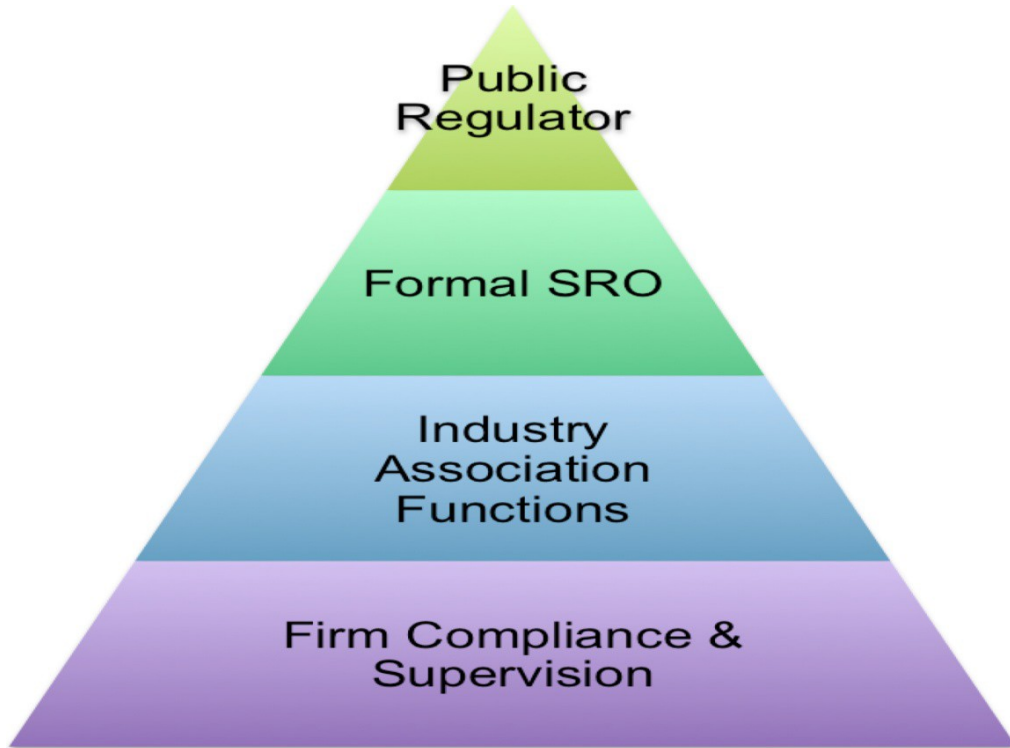 Public
Regulator
Formal SRO
Industry
Association
Functions
Firm Compliance &
Supervision